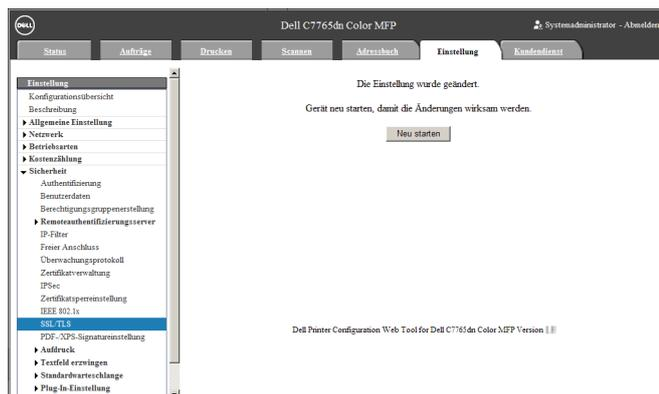 DELL
Dell C7765dn Color MFP
Systemadministrator - Abmelden
Status Aufträge Drucken Scannen Adressbuch Einstellung Kundendienst
Einstellung
Konfigurationsübersicht
Beschreibung
Allgemeine Einstellung
Netzwerk
Betriebsarten
Kostenzählung
Sicherheit
Authentifizierung
Benutzerdaten
Berechtigungsgruppenerstellung
Remoteauthentifizierungsserver
IP-Filter
Freier Anschluss
Überwachungsprotokoll
Zertifikatverwaltung
IPSec
Zertifikatsperreinstellung
IEEE 802.1x
SSL/TLS
PDF-/XPS-Signatureinstellung
Aufdruck
Textfeld erzwingen
Standardwarteschlange
Plug-In-Einstellung
Die Einstellung wurde geändert.
Gerät neu starten, damit die Änderungen wirksam werden.
Neu starten
Dell Printer Configuration Web Tool for Dell C7765dn Color MFP Version